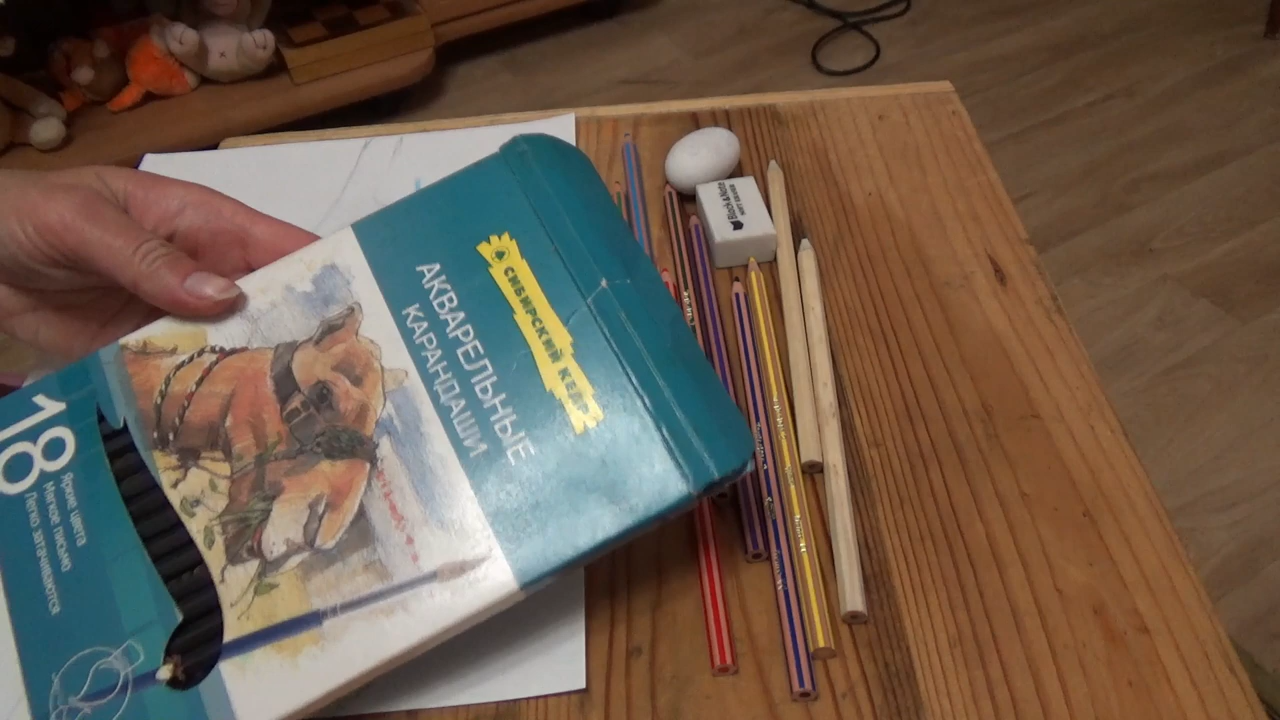 СИБИРСКИЙ КЕДР
АКВАРЕЛЬНЫЕ
КАРАНДАШИ
18
Яркие цвета
Мягкое письмо
Легко затачиваются